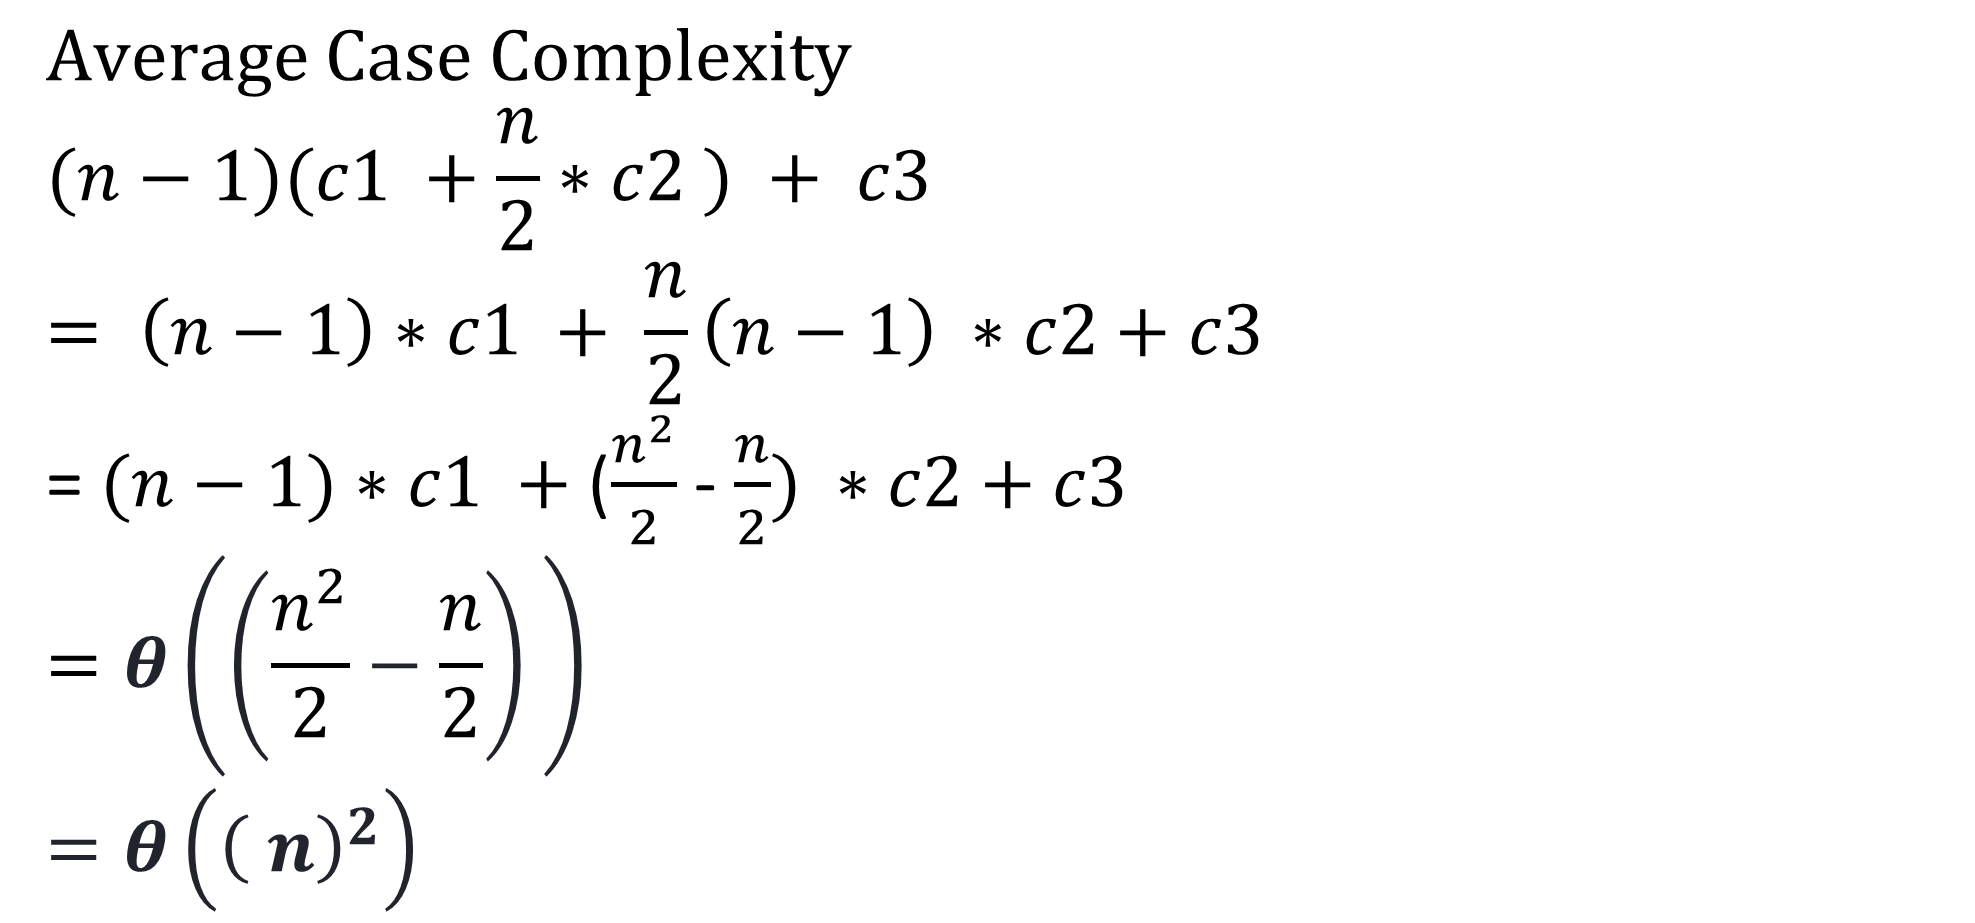 Average Case Complexity
(n − 1)(c1 + n/2 * c2 ) + c3
= (n − 1) * c1 + n/2 (n − 1) * c2 + c3
= (n − 1) * c1 + (n²/2 - n/2) * c2 + c3
= θ((n²/2 − n/2))
= θ(( n)²)